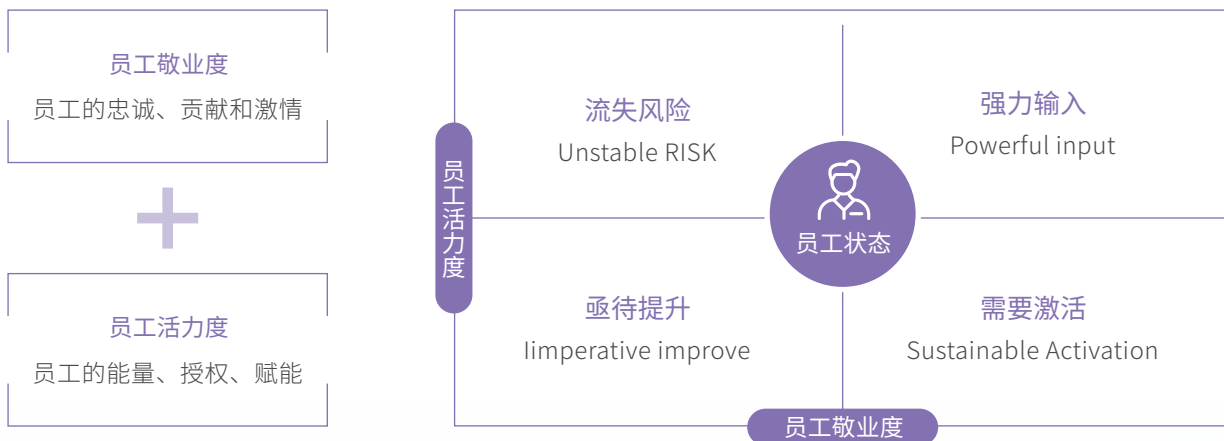 员工敬业度
员工的忠诚、贡献和激情
员工活力度
员工的能量、授权、赋能
员工活力度
流失风险
Unstable RISK
强力输入
Powerful input
员工状态
亟待提升
Iimperative improve
需要激活
Sustainable Activation
员工敬业度